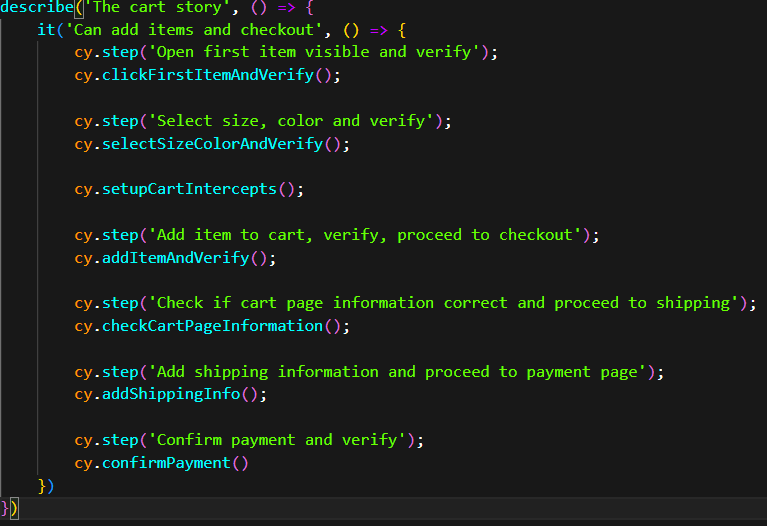 describe('The cart story', () => {
    it('Can add items and checkout', () => {
        cy.step('Open first item visible and verify');
        cy.clickFirstItemAndVerify();

        cy.step('Select size, color and verify');
        cy.selectSizeColorAndVerify();

        cy.setupCartIntercepts();

        cy.step('Add item to cart, verify, proceed to checkout');
        cy.addItemAndVerify();

        cy.step('Check if cart page information correct and proceed to shipping');
        cy.checkCartPageInformation();

        cy.step('Add shipping information and proceed to payment page');
        cy.addShippingInfo();

        cy.step('Confirm payment and verify');
        cy.confirmPayment()
    })
})